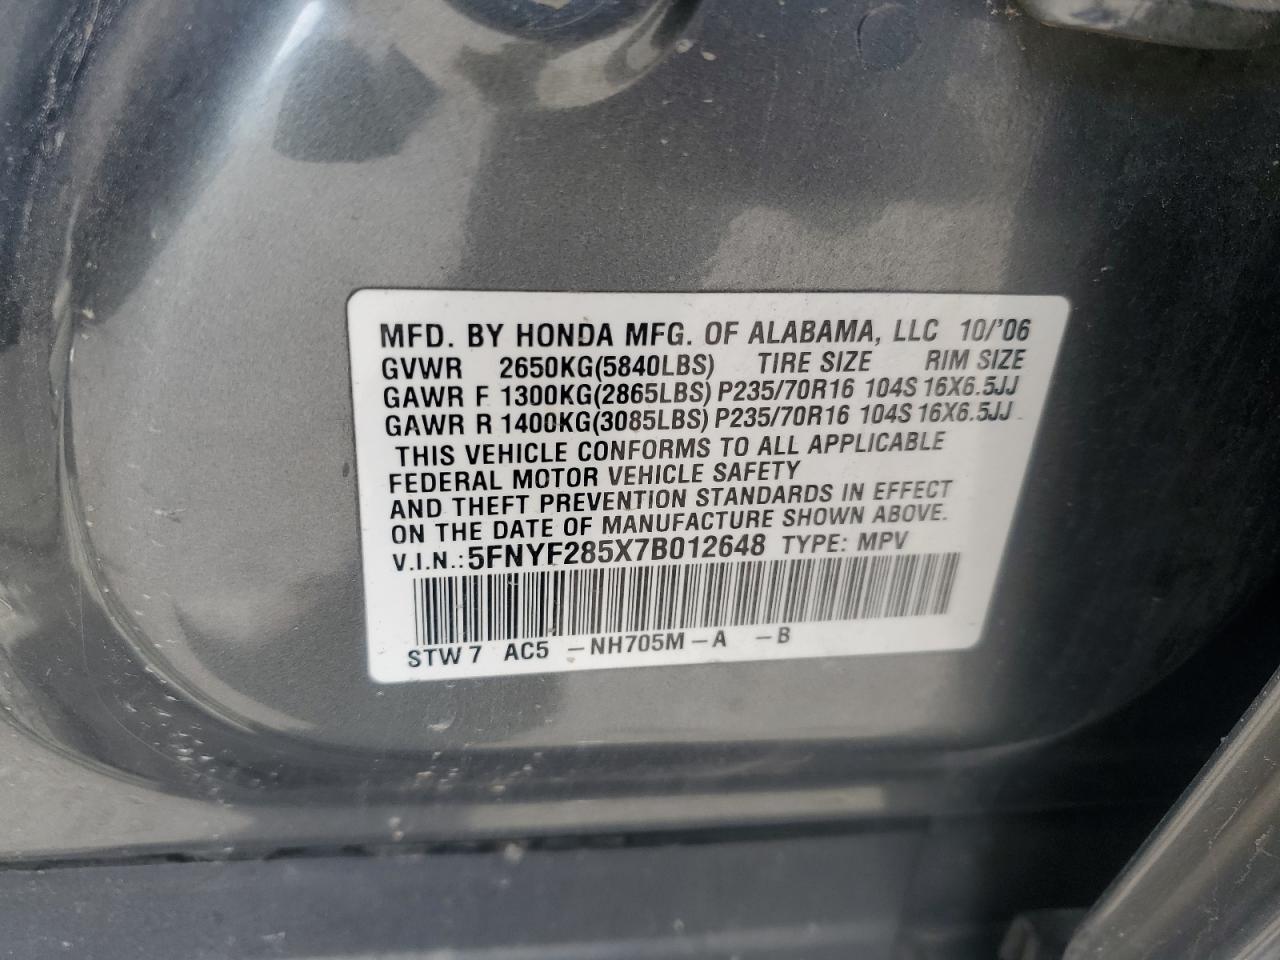 MFD. BY HONDA MFG. OF ALABAMA, LLC 10/'06
GVWR 2650KG(5840LBS) TIRE SIZE RIM SIZE
GAWR F 1300KG(2865LBS) P235/70R16 104S 16X6.5JJ
GAWR R 1400KG(3085LBS) P235/70R16 104S 16X6.5JJ
THIS VEHICLE CONFORMS TO ALL APPLICABLE
FEDERAL MOTOR VEHICLE SAFETY
AND THEFT PREVENTION STANDARDS IN EFFECT
ON THE DATE OF MANUFACTURE SHOWN ABOVE.
V.I.N.: 5FNYF285X7B012648 TYPE: MPV
STW 7 AC5 -NH705M-A -B